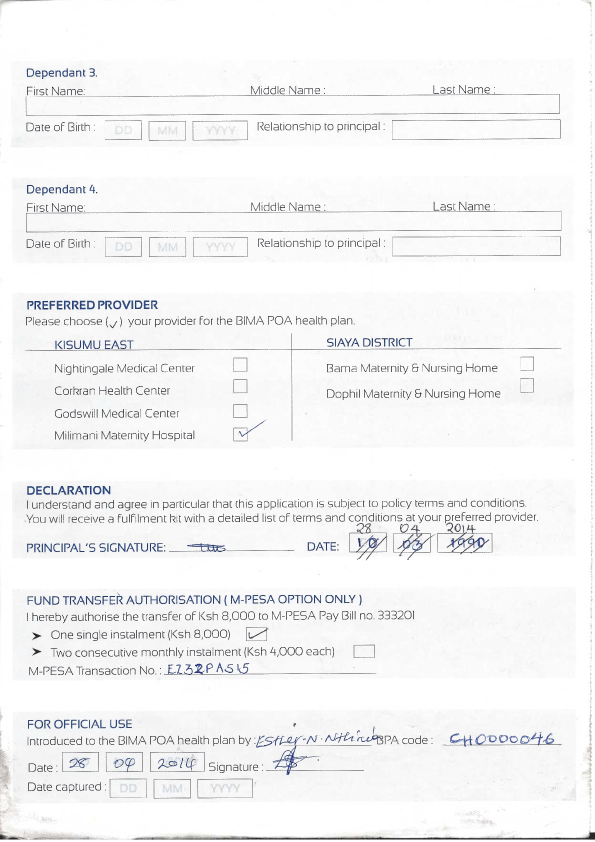 Dependant 3.
First Name: Middle Name : Last Name :
Date of Birth : DD MM YYYY Relationship to principal :
Dependant 4.
First Name: Middle Name : Last Name :
Date of Birth : DD MM YYYY Relationship to principal :
PREFERRED PROVIDER
Please choose (✓) your provider for the BIMA POA health plan.
KISUMU EAST
Nightingale Medical Center
Corkran Health Center
Godswill Medical Center
Milimani Maternity Hospital ✓
SIAYA DISTRICT
Bama Maternity & Nursing Home
Dophil Maternity & Nursing Home
DECLARATION
I understand and agree in particular that this application is subject to policy terms and conditions.
You will receive a fulfilment kit with a detailed list of terms and conditions at your preferred provider.
28 04 2014
PRINCIPAL'S SIGNATURE: DATE: 10 03 1990
FUND TRANSFER AUTHORISATION ( M-PESA OPTION ONLY )
I hereby authorise the transfer of Ksh 8,000 to M-PESA Pay Bill no. 333201
➤ One single instalment (Ksh 8,000) ✓
➤ Two consecutive monthly instalment (Ksh 4,000 each)
M-PESA Transaction No. : EZ32PAS15
FOR OFFICIAL USE
Introduced to the BIMA POA health plan by : Esther N. BPA code : CH0000046
Date : 28 04 2014 Signature :
Date captured : DD MM YYYY